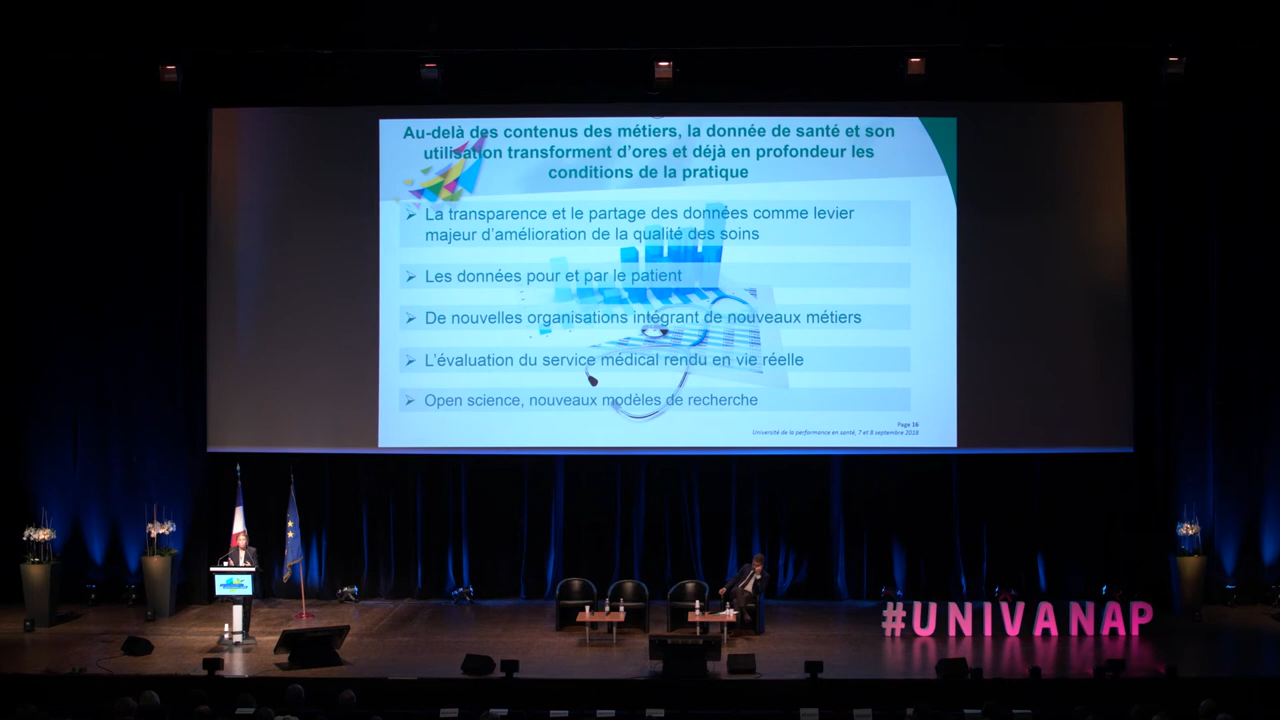 Au-delà des contenus des métiers, la donnée de santé et son
utilisation transforment d'ores et déjà en profondeur les
conditions de la pratique
➢ La transparence et le partage des données comme levier
majeur d'amélioration de la qualité des soins
➢ Les données pour et par le patient
➢ De nouvelles organisations intégrant de nouveaux métiers
➢ L'évaluation du service médical rendu en vie réelle
➢ Open science, nouveaux modèles de recherche
Page 16
Université de la performance en santé, 7 et 8 septembre 2018
#UNIVANAP